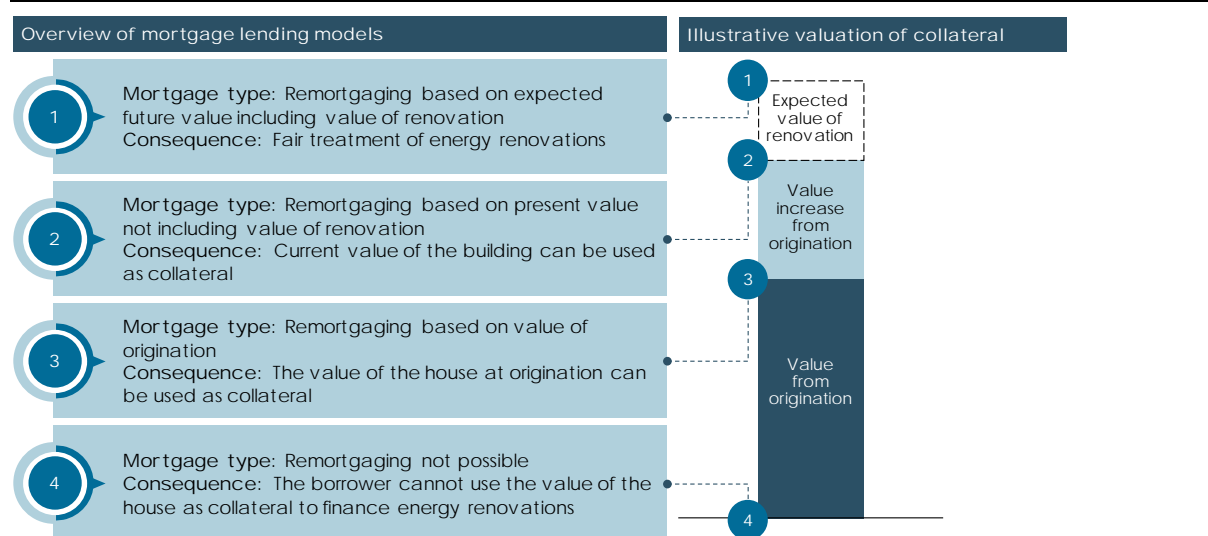 Overview of mortgage lending models
1
Mortgage type: Remortgaging based on expected
future value including value of renovation
Consequence: Fair treatment of energy renovations
2
Mortgage type: Remortgaging based on present value
not including value of renovation
Consequence: Current value of the building can be used
as collateral
3
Mortgage type: Remortgaging based on value of
origination
Consequence: The value of the house at origination can
be used as collateral
4
Mortgage type: Remortgaging not possible
Consequence: The borrower cannot use the value of the
house as collateral to finance energy renovations
Illustrative valuation of collateral
1
Expected
value of
renovation
2
Value
increase
from
origination
3
Value
from
origination
4